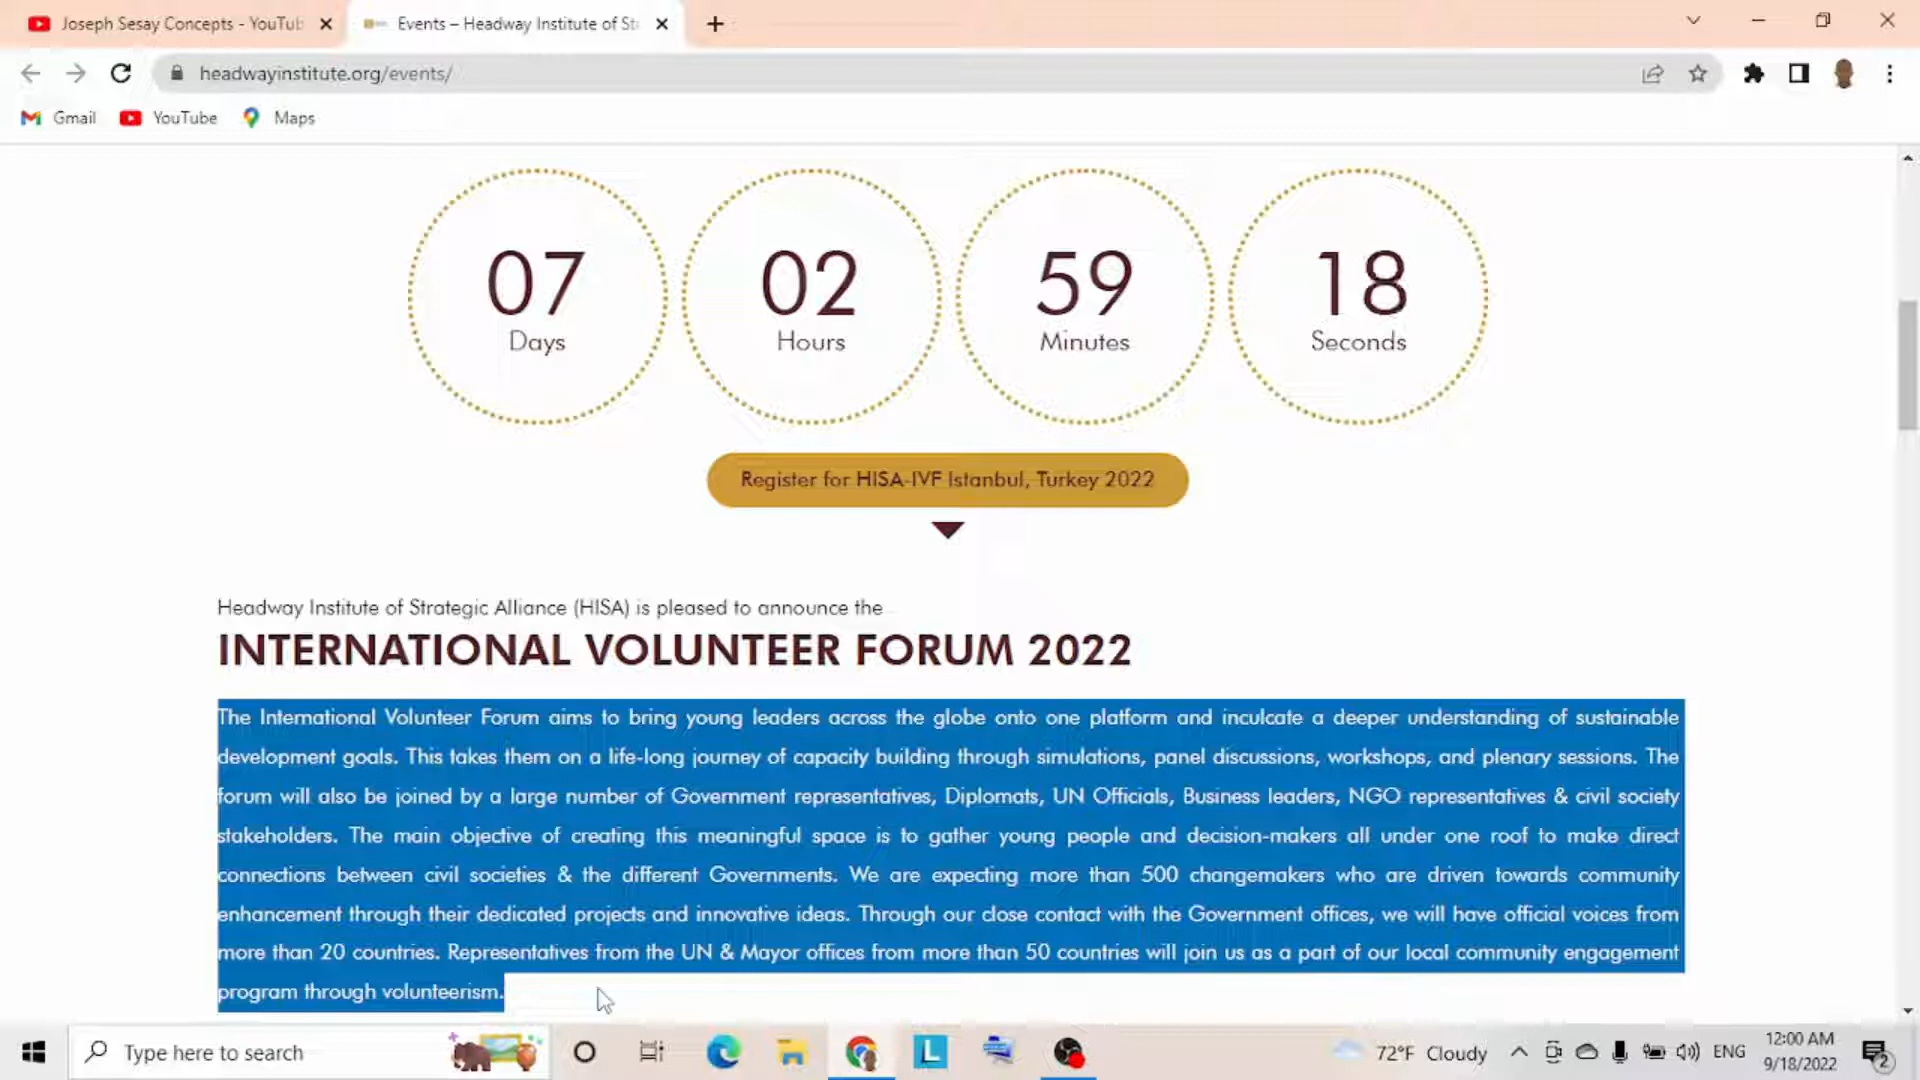 Joseph Sesay Concepts - YouTub
Events – Headway Institute of St
headwayinstitute.org/events/
Gmail
YouTube
Maps
07
02
59
18
Days
Hours
Minutes
Seconds
Register for HISA-IVF Istanbul, Turkey 2022
Headway Institute of Strategic Alliance (HISA) is pleased to announce the
INTERNATIONAL VOLUNTEER FORUM 2022
The International Volunteer Forum aims to bring young leaders across the globe onto one platform and inculcate a deeper understanding of sustainable
development goals. This takes them on a life-long journey of capacity building through simulations, panel discussions, workshops, and plenary sessions. The
forum will also be joined by a large number of Government representatives, Diplomats, UN Officials, Business leaders, NGO representatives & civil society
stakeholders. The main objective of creating this meaningful space is to gather young people and decision-makers all under one roof to make direct
connections between civil societies & the different Governments. We are expecting more than 500 changemakers who are driven towards community
enhancement through their dedicated projects and innovative ideas. Through our close contact with the Government offices, we will have official voices from
more than 20 countries. Representatives from the UN & Mayor offices from more than 50 countries will join us as a part of our local community engagement
program through volunteerism.
Type here to search
L
72°F Cloudy
ENG
12:00 AM
9/18/2022
2